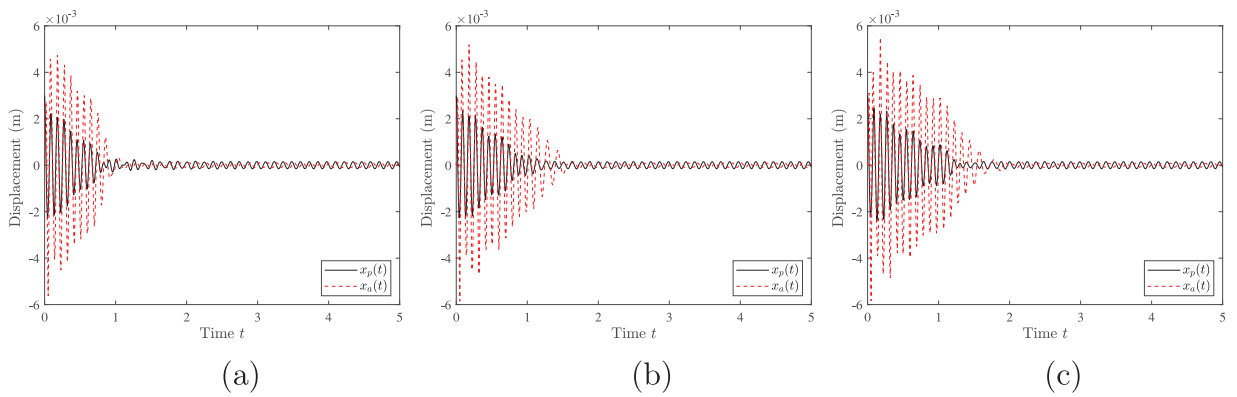 ×10⁻³
6
4
2
0
-2
-4
-6
Displacement (m)
0 1 2 3 4 5
Time t
xₚ(t)
xₐ(t)
(a)
×10⁻³
6
4
2
0
-2
-4
-6
Displacement (m)
0 1 2 3 4 5
Time t
xₚ(t)
xₐ(t)
(b)
×10⁻³
6
4
2
0
-2
-4
-6
Displacement (m)
0 1 2 3 4 5
Time t
xₚ(t)
xₐ(t)
(c)